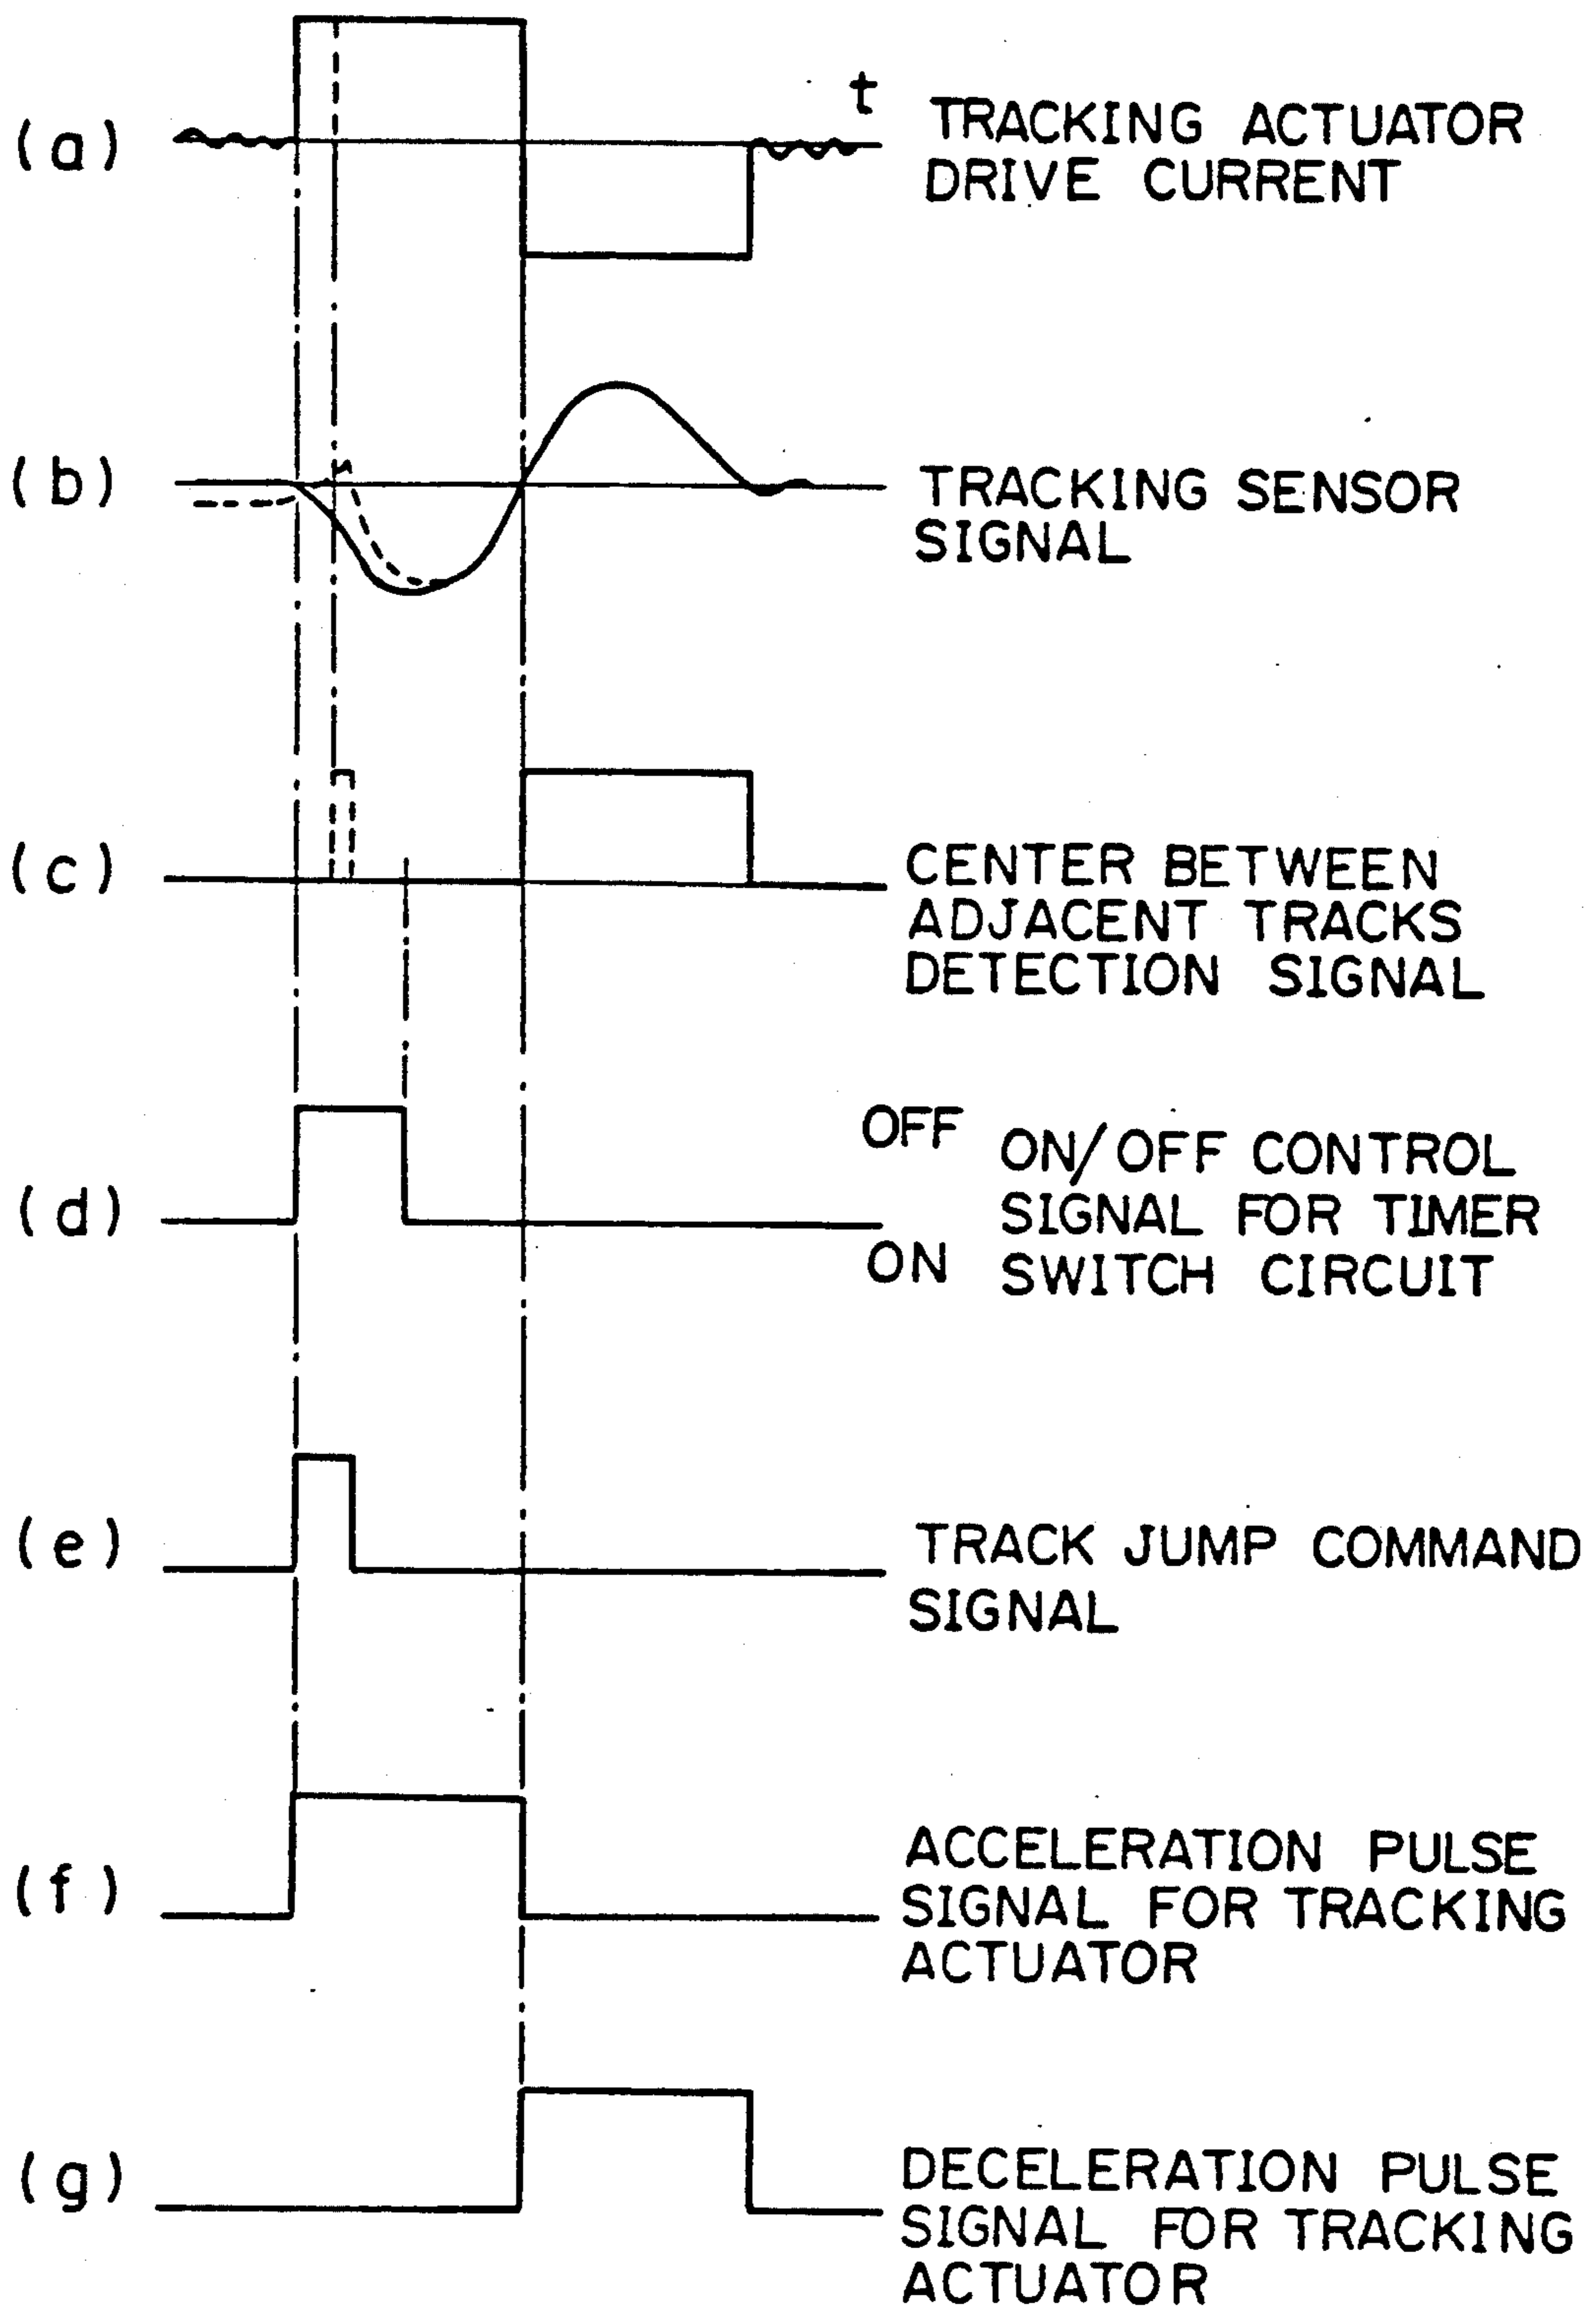 t
(a) TRACKING ACTUATOR
DRIVE CURRENT
(b) TRACKING SENSOR
SIGNAL
(c) CENTER BETWEEN
ADJACENT TRACKS
DETECTION SIGNAL
OFF
(d) ON/OFF CONTROL
SIGNAL FOR TIMER
ON SWITCH CIRCUIT
(e) TRACK JUMP COMMAND
SIGNAL
(f) ACCELERATION PULSE
SIGNAL FOR TRACKING
ACTUATOR
(g) DECELERATION PULSE
SIGNAL FOR TRACKING
ACTUATOR